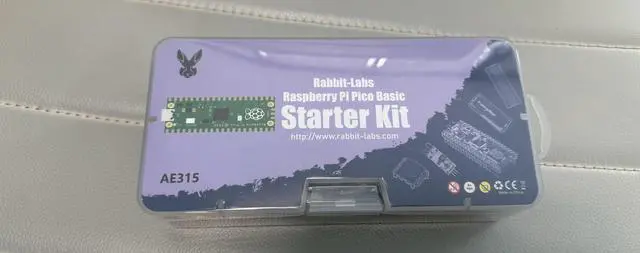 Rabbit-Labs
Raspberry Pi Pico Basic
Starter Kit
http://www.rabbit-labs.com
AE315